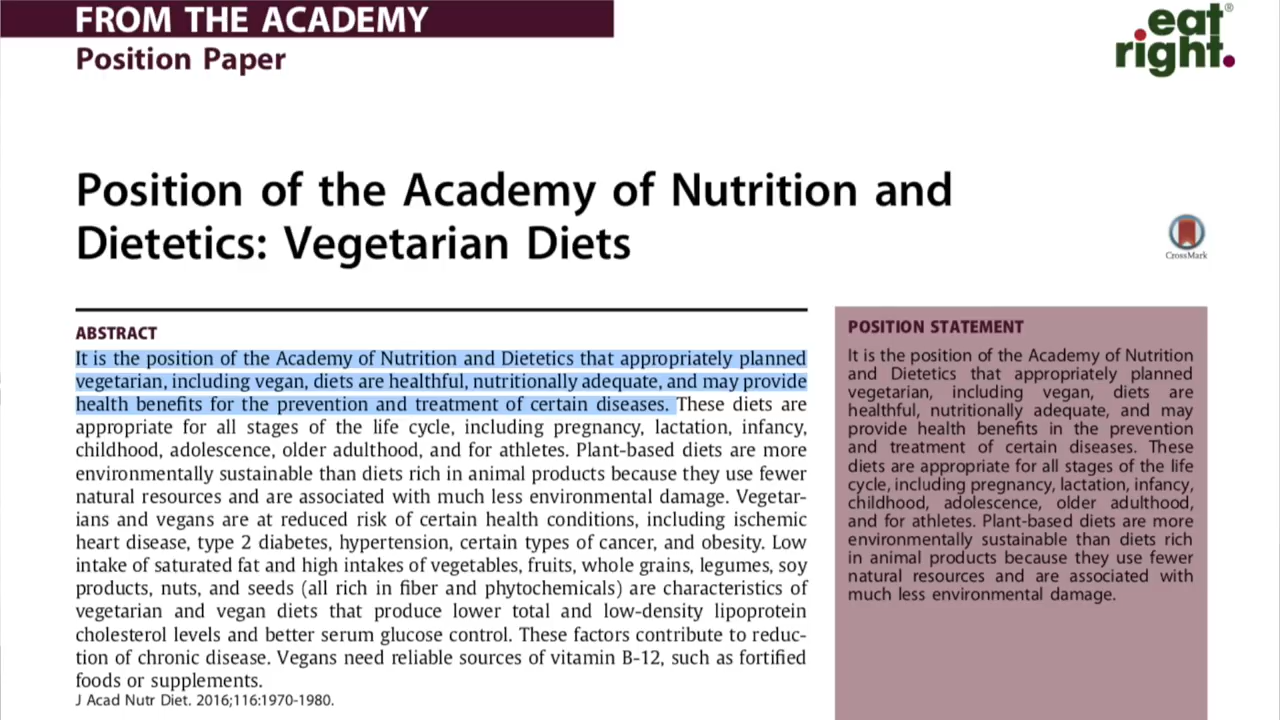 FROM THE ACADEMY
Position Paper
eat
right.
®
Position of the Academy of Nutrition and
Dietetics: Vegetarian Diets
CrossMark
ABSTRACT
It is the position of the Academy of Nutrition and Dietetics that appropriately planned
vegetarian, including vegan, diets are healthful, nutritionally adequate, and may provide
health benefits for the prevention and treatment of certain diseases. These diets are
appropriate for all stages of the life cycle, including pregnancy, lactation, infancy,
childhood, adolescence, older adulthood, and for athletes. Plant-based diets are more
environmentally sustainable than diets rich in animal products because they use fewer
natural resources and are associated with much less environmental damage. Vegetar-
ians and vegans are at reduced risk of certain health conditions, including ischemic
heart disease, type 2 diabetes, hypertension, certain types of cancer, and obesity. Low
intake of saturated fat and high intakes of vegetables, fruits, whole grains, legumes, soy
products, nuts, and seeds (all rich in fiber and phytochemicals) are characteristics of
vegetarian and vegan diets that produce lower total and low-density lipoprotein
cholesterol levels and better serum glucose control. These factors contribute to reduc-
tion of chronic disease. Vegans need reliable sources of vitamin B-12, such as fortified
foods or supplements.
J Acad Nutr Diet. 2016;116:1970-1980.
POSITION STATEMENT
It is the position of the Academy of Nutrition
and Dietetics that appropriately planned
vegetarian, including vegan, diets are
healthful, nutritionally adequate, and may
provide health benefits in the prevention
and treatment of certain diseases. These
diets are appropriate for all stages of the life
cycle, including pregnancy, lactation, infancy,
childhood, adolescence, older adulthood,
and for athletes. Plant-based diets are more
environmentally sustainable than diets rich
in animal products because they use fewer
natural resources and are associated with
much less environmental damage.